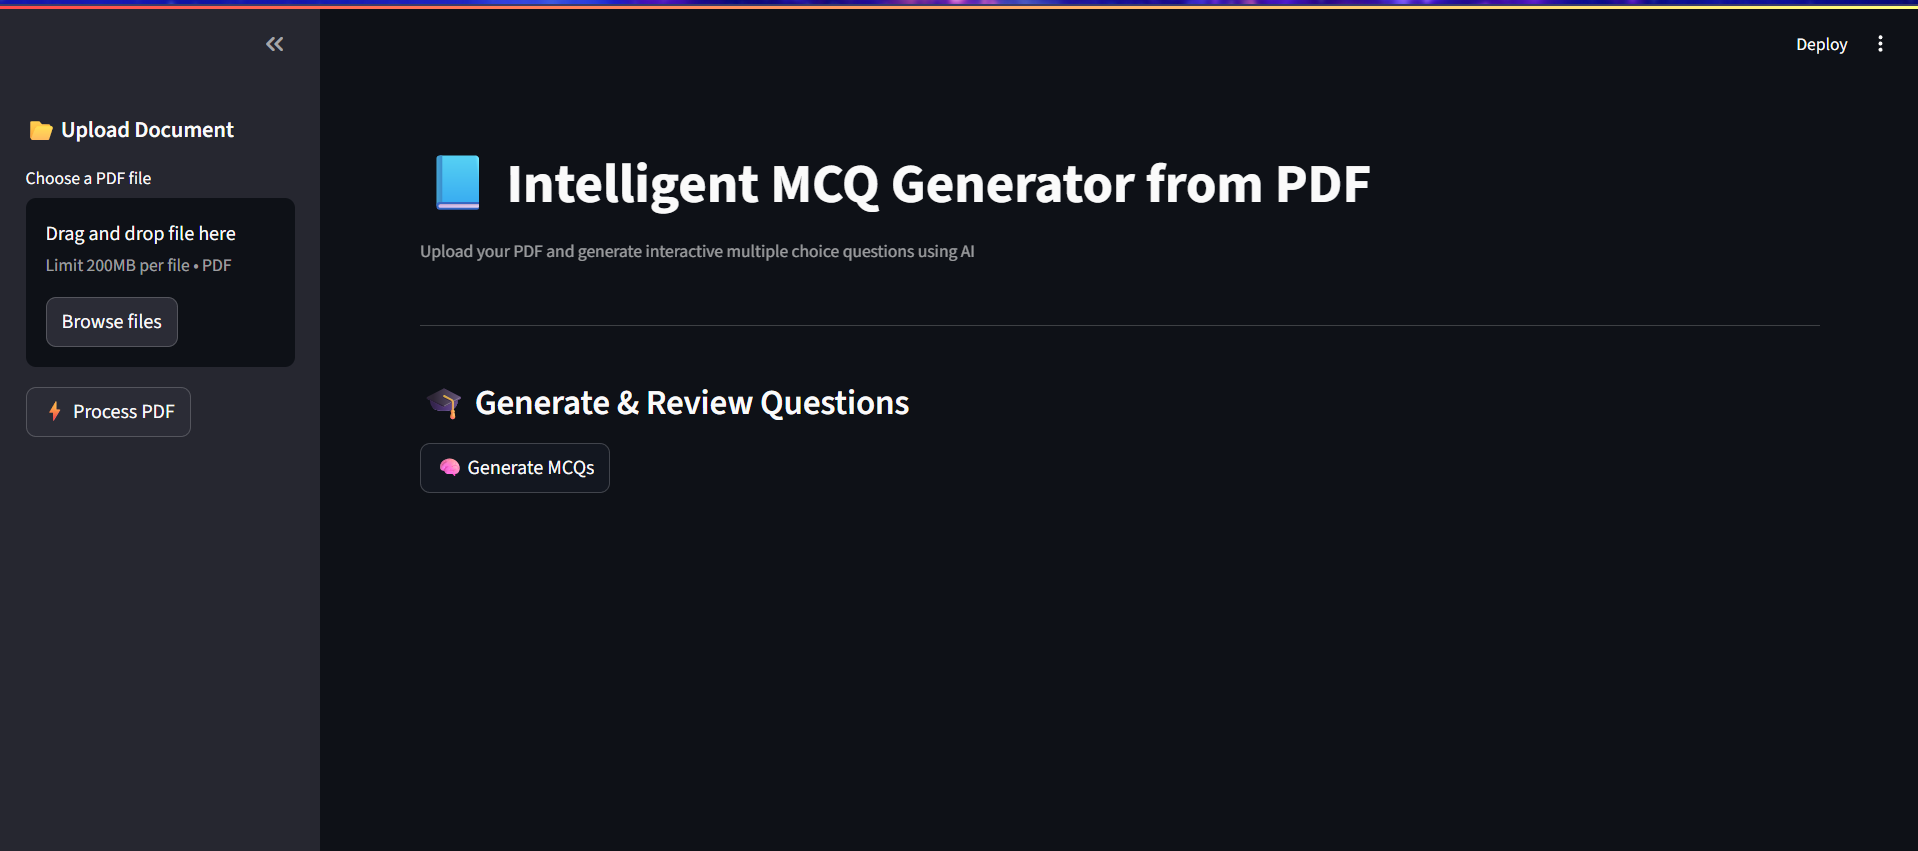 Deploy
Upload Document
Choose a PDF file
Drag and drop file here
Limit 200MB per file • PDF
Browse files
Process PDF
Intelligent MCQ Generator from PDF
Upload your PDF and generate interactive multiple choice questions using AI
Generate & Review Questions
Generate MCQs